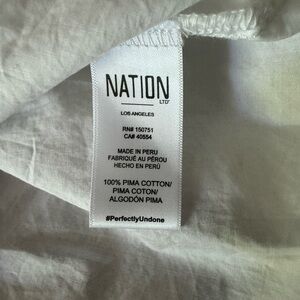 NATION
LTD
LOS ANGELES
RN# 150751
CA# 40554
MADE IN PERU
FABRIQUÉ AU PÉROU
HECHO EN PERÚ
100% PIMA COTTON/
PIMA COTON/
ALGODÓN PIMA
#PerfectlyUndone